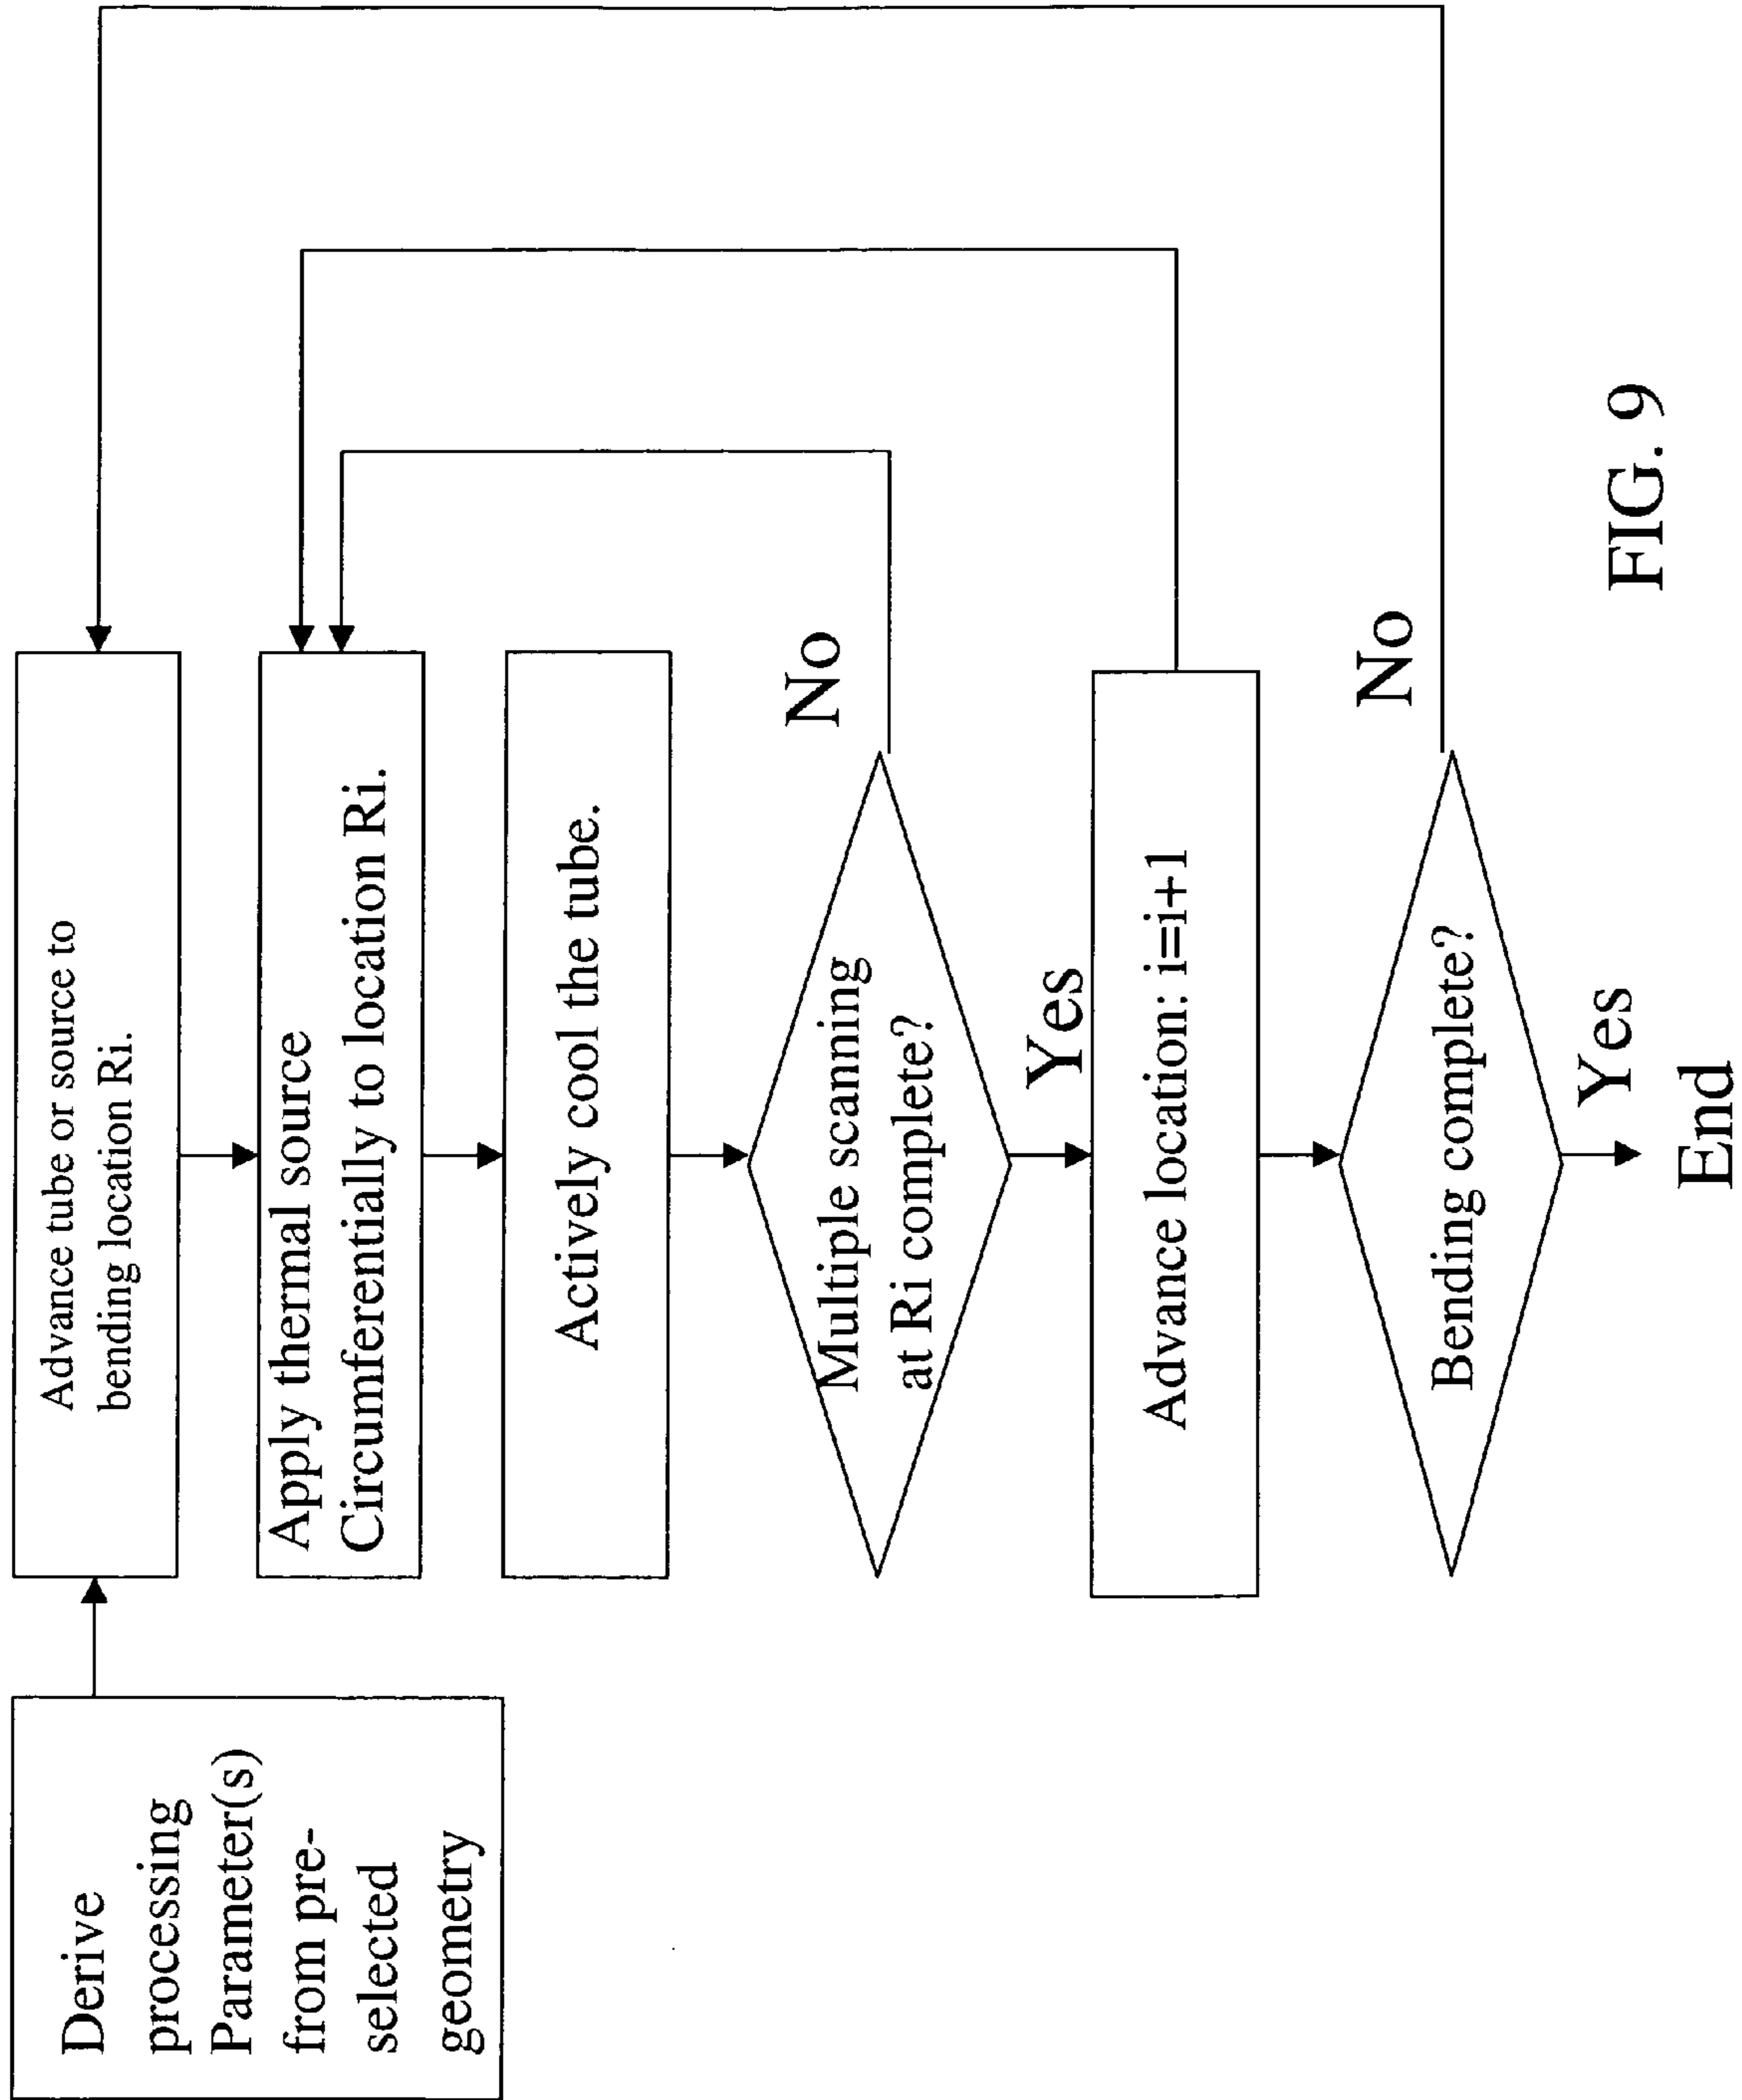 Derive
processing
Parameter(s)
from pre-
selected
geometry
Advance tube or source to
bending location Ri.
Apply thermal source
Circumferentially to location Ri.
Actively cool the tube.
Multiple scanning
at Ri complete?
No
Yes
Advance location: i=i+1
Bending complete?
No
Yes
End
FIG. 9